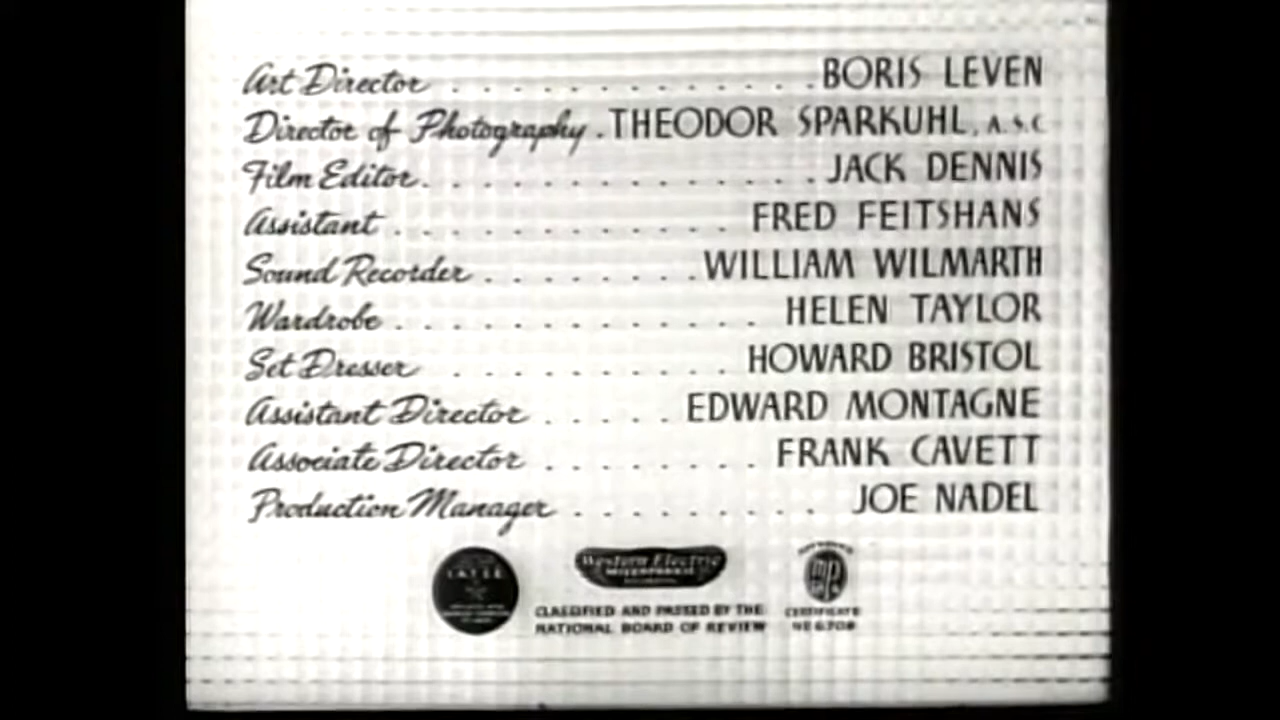 Art Director . . . . . . . . . . . . . BORIS LEVEN
Director of Photography . THEODOR SPARKUHL, A.S.C
Film Editor . . . . . . . . . . . . . . JACK DENNIS
Assistant . . . . . . . . . . . . FRED FEITSHANS
Sound Recorder . . . . . . . . WILLIAM WILMARTH
Wardrobe . . . . . . . . . . . . . HELEN TAYLOR
Set Dresser . . . . . . . . . . HOWARD BRISTOL
Assistant Director . . . . . EDWARD MONTAGNE
Associate Director . . . . . . . . FRANK CAVETT
Production Manager . . . . . . . . . JOE NADEL
I.A.T.S.E.
Western Electric
CLASSIFIED AND PASSED BY THE
NATIONAL BOARD OF REVIEW
CERTIFICATE